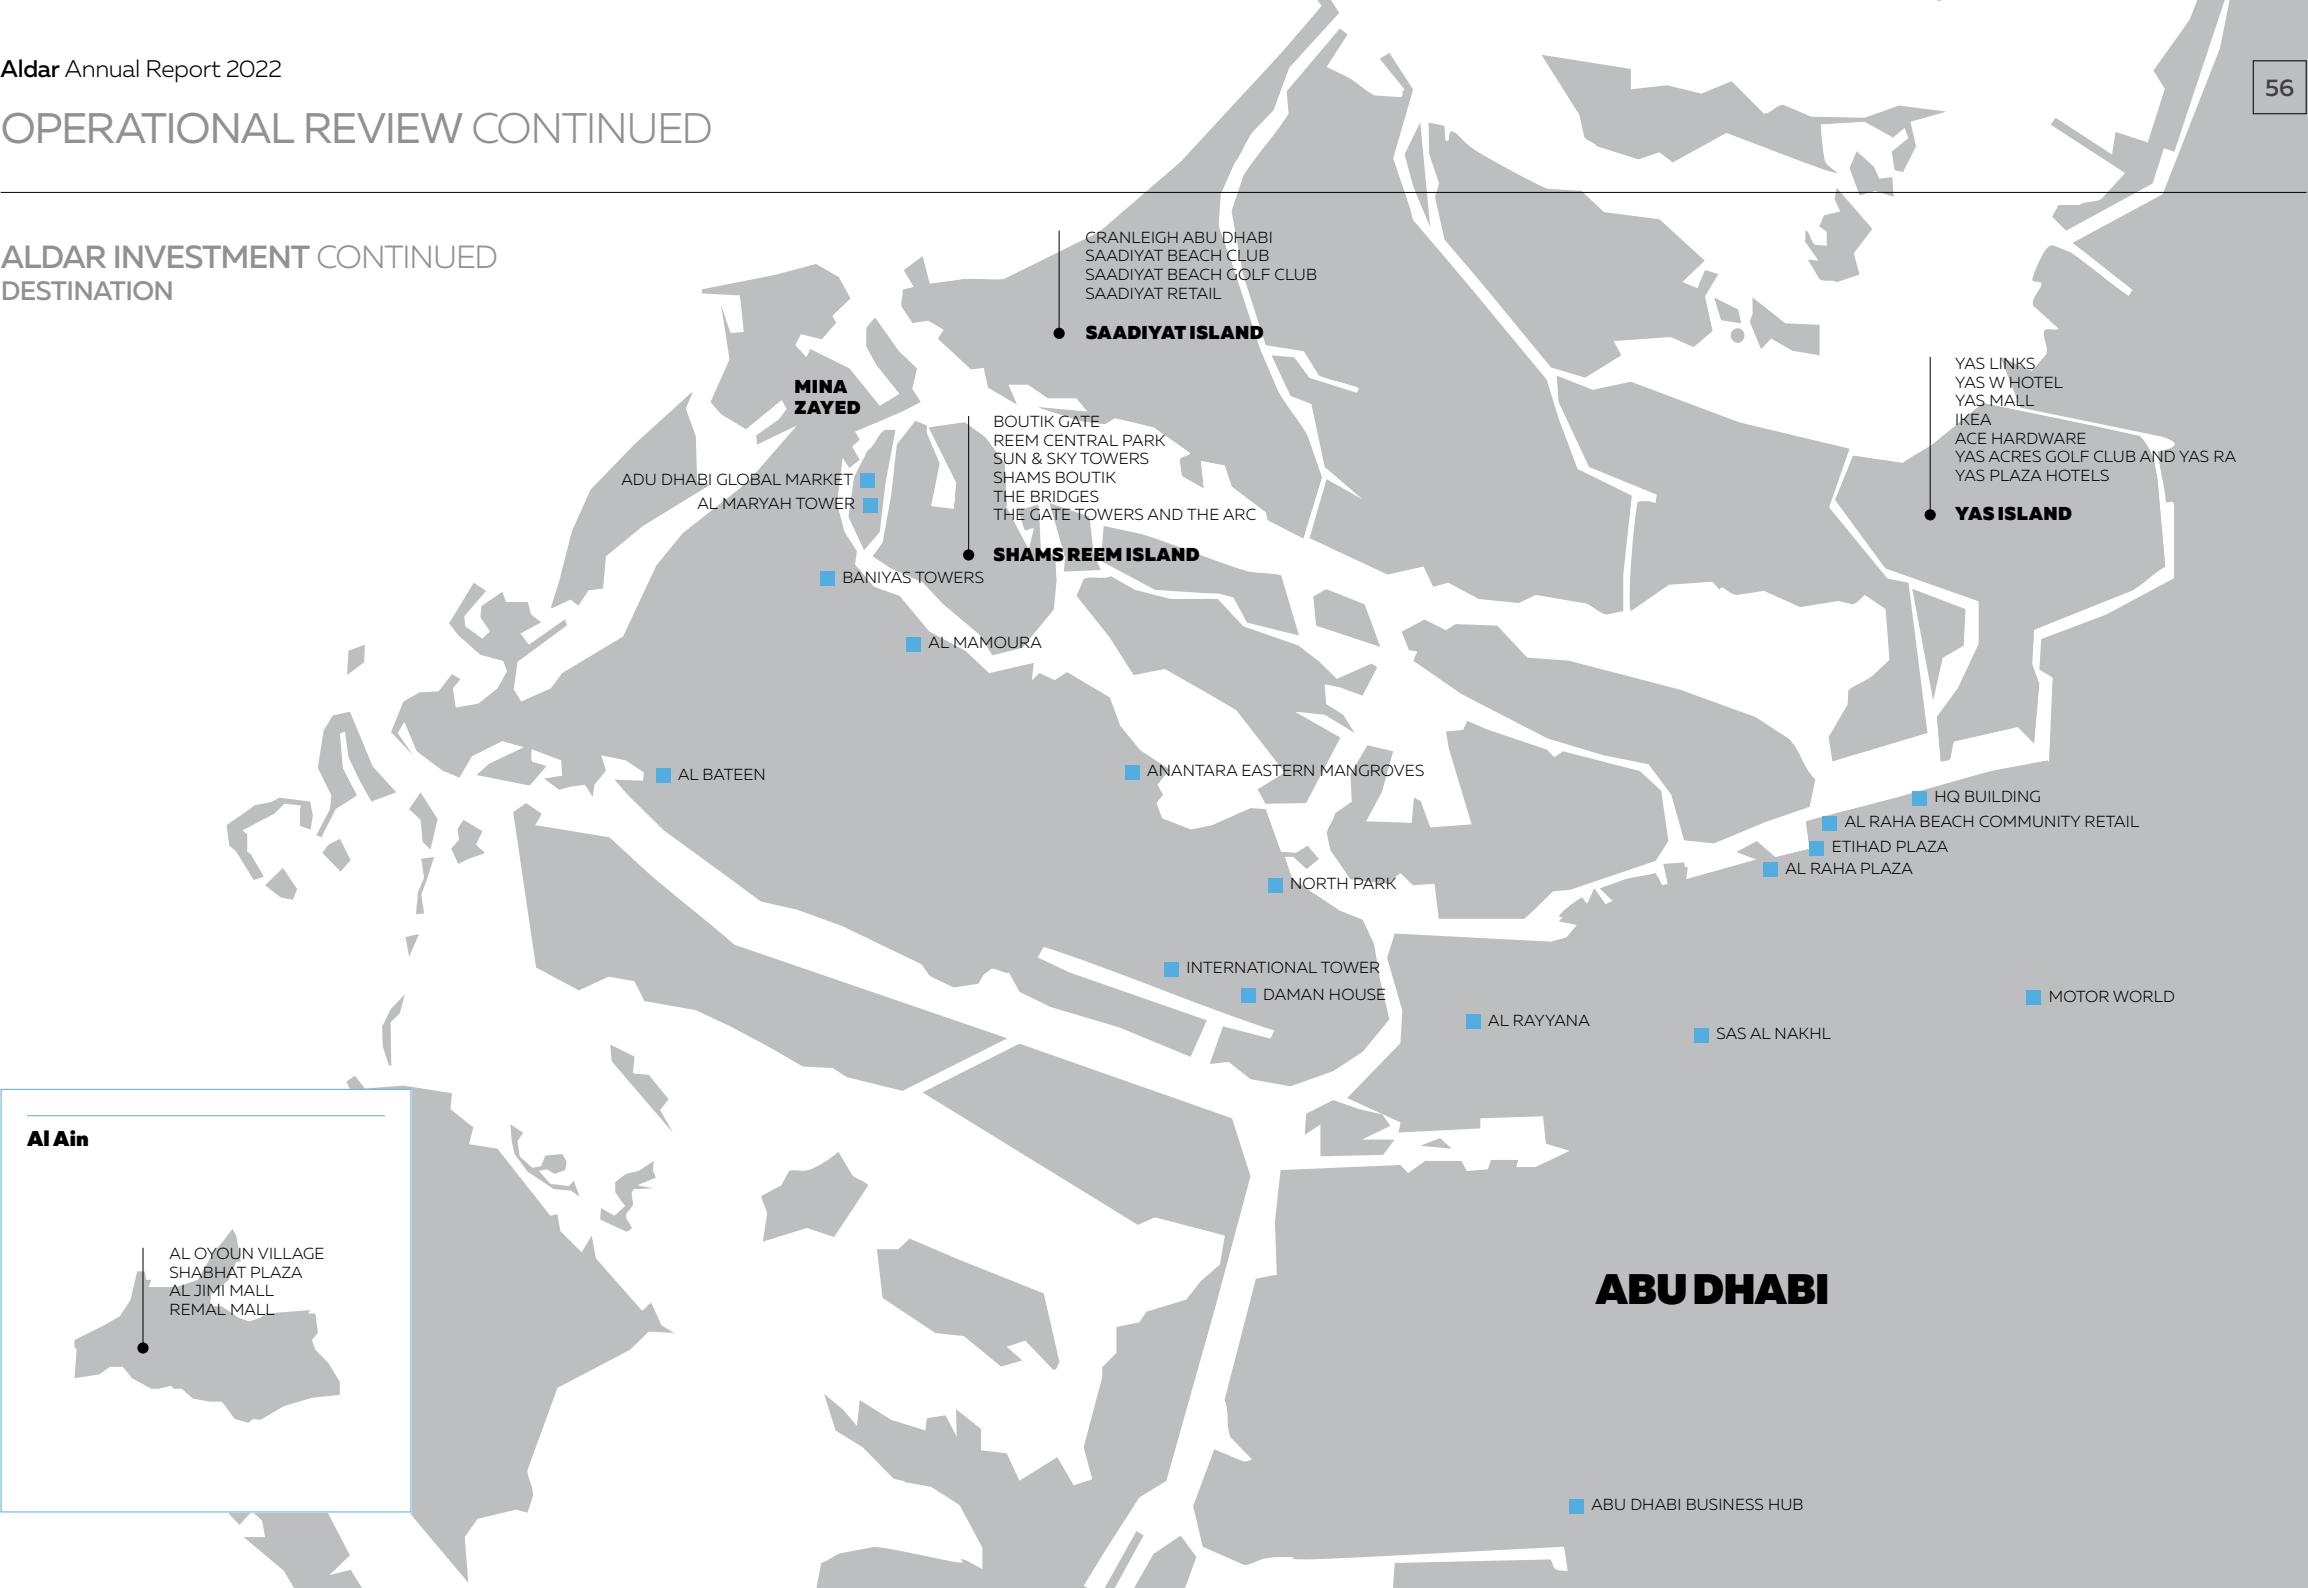 Aldar Annual Report 2022
56
OPERATIONAL REVIEW CONTINUED
ALDAR INVESTMENT CONTINUED
DESTINATION
CRANLEIGH ABU DHABI
SAADIYAT BEACH CLUB
SAADIYAT BEACH GOLF CLUB
SAADIYAT RETAIL
SAADIYAT ISLAND
MINA
ZAYED
YAS LINKS
YAS W HOTEL
YAS MALL
IKEA
ACE HARDWARE
YAS ACRES GOLF CLUB AND YAS RA
YAS PLAZA HOTELS
YAS ISLAND
BOUTIK GATE
REEM CENTRAL PARK
SUN & SKY TOWERS
SHAMS BOUTIK
THE BRIDGES
THE GATE TOWERS AND THE ARC
SHAMS REEM ISLAND
ADU DHABI GLOBAL MARKET
AL MARYAH TOWER
BANIYAS TOWERS
AL MAMOURA
AL BATEEN
ANANTARA EASTERN MANGROVES
HQ BUILDING
AL RAHA BEACH COMMUNITY RETAIL
ETIHAD PLAZA
AL RAHA PLAZA
NORTH PARK
INTERNATIONAL TOWER
DAMAN HOUSE
AL RAYYANA
SAS AL NAKHL
MOTOR WORLD
Al Ain
AL OYOUN VILLAGE
SHABHAT PLAZA
AL JIMI MALL
REMAL MALL
ABU DHABI
ABU DHABI BUSINESS HUB